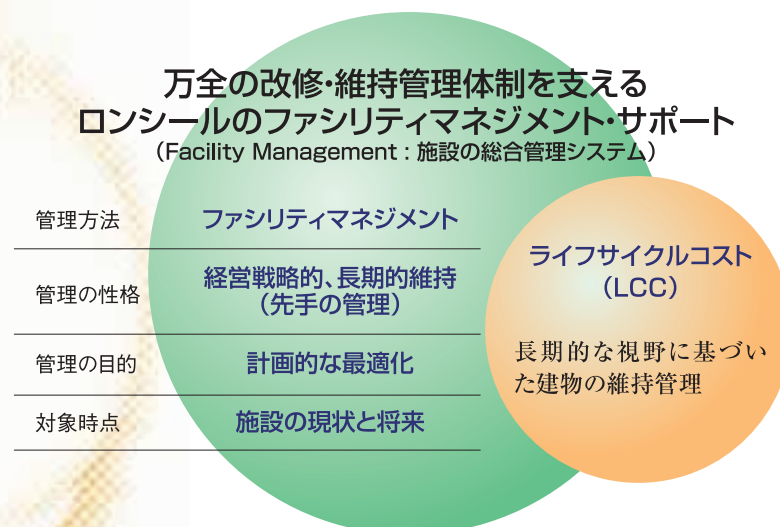 万全の改修・維持管理体制を支える
ロンシールのファシリティマネジメント・サポート
（Facility Management：施設の総合管理システム）
管理方法 ファシリティマネジメント
管理の性格 経営戦略的、長期的維持
（先手の管理）
管理の目的 計画的な最適化
対象時点 施設の現状と将来
ライフサイクルコスト
（LCC）
長期的な視野に基づい
た建物の維持管理